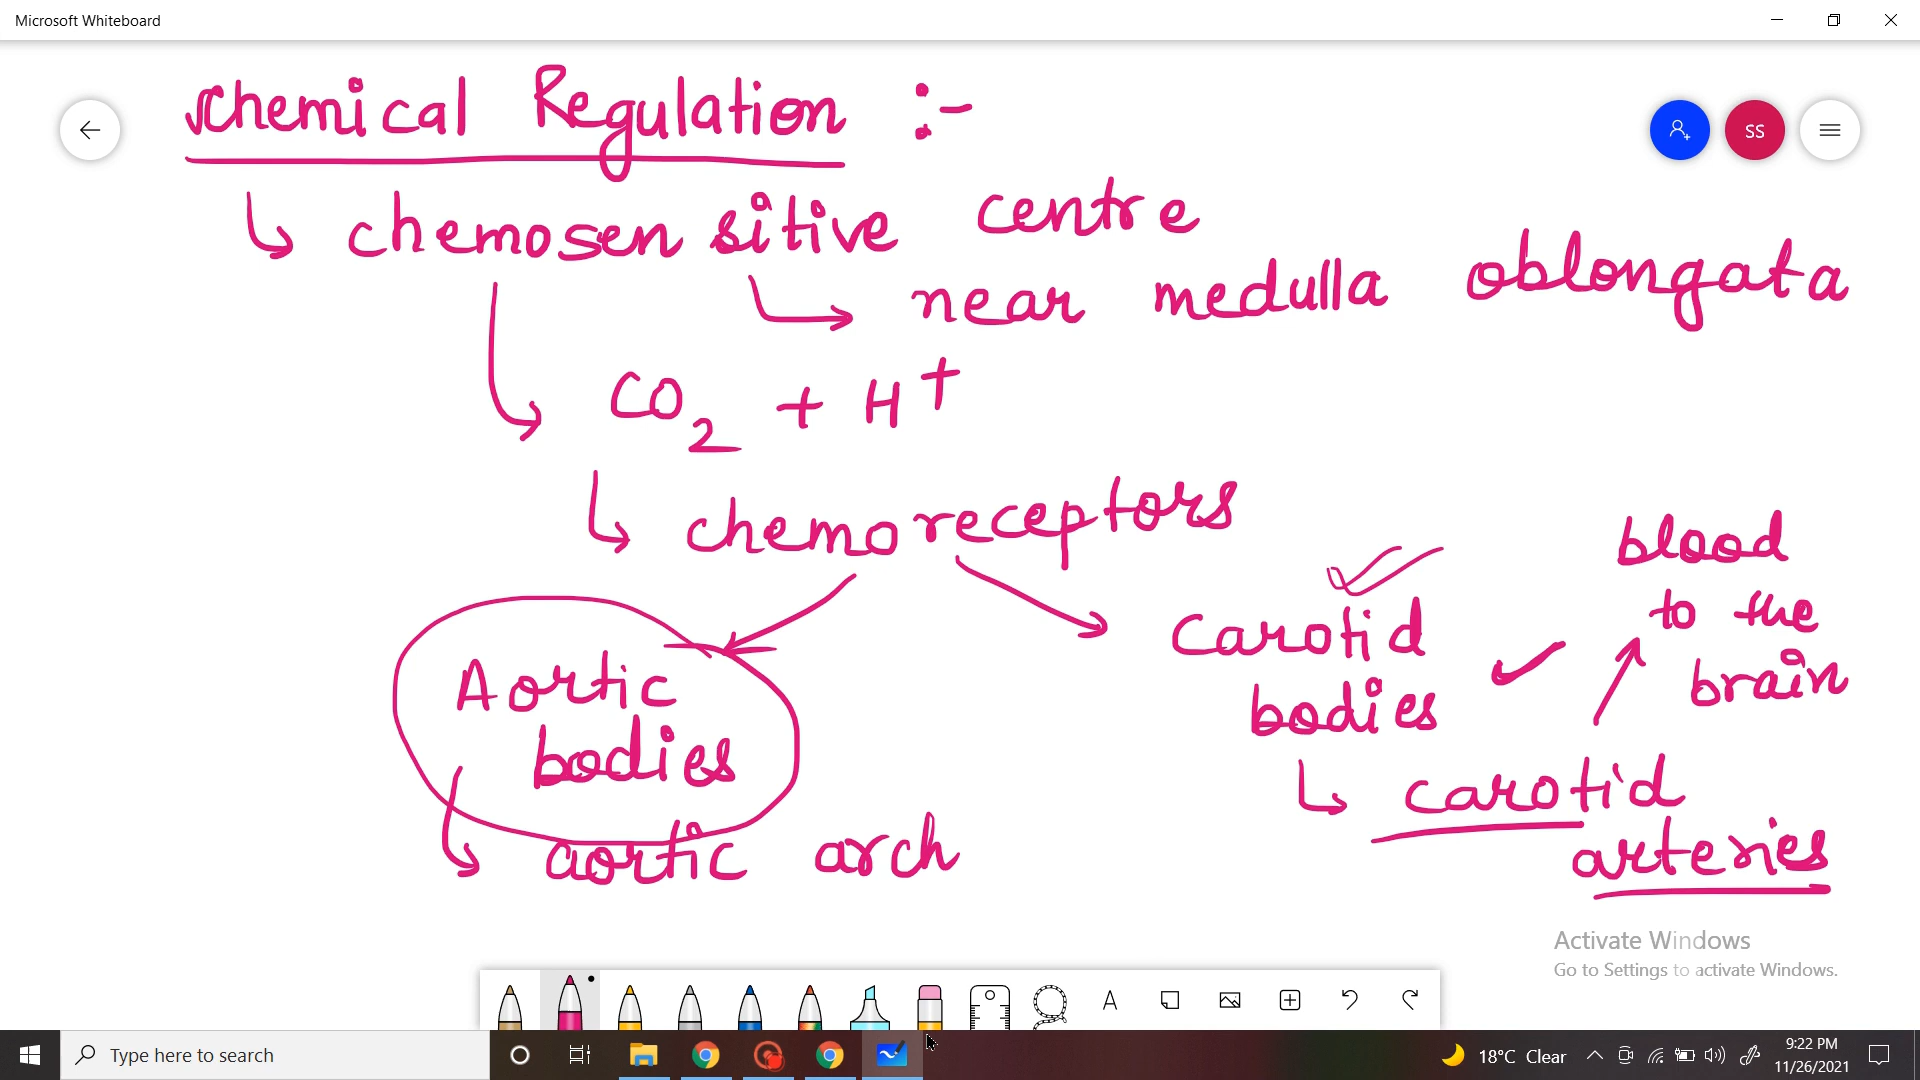 Microsoft Whiteboard
Chemical Regulation :-
SS
↳ chemosensitive centre
↳ near medulla oblongata
↳ CO2 + H+
↳ chemoreceptors
Aortic
bodies
↳ aortic arch
Carotid
bodies
↳ carotid
arteries
blood
to the
brain
Activate Windows
Go to Settings to activate Windows.
Type here to search
18°C Clear
9:22 PM
11/26/2021